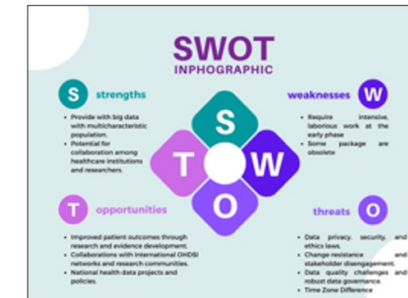 SWOT
INPHOGRAPHIC
S strengths
• Provide with big data
with multicharacteristic
population.
• Potential for
collaboration among
healthcare institutions
and researchers.
weaknesses W
• Require intensive,
laborious work at the
early phase
• Some package are
obsolete
S
T W
O
T opportunities
• Improved patient outcomes through
research and evidence development.
• Collaborations with international OHDSI
networks and research communities.
• National health data projects and
policies.
threats O
• Data privacy, security, and
ethics laws.
• Change resistance and
stakeholder disengagement.
• Data quality challenges and
robust data governance.
• Time Zone Difference